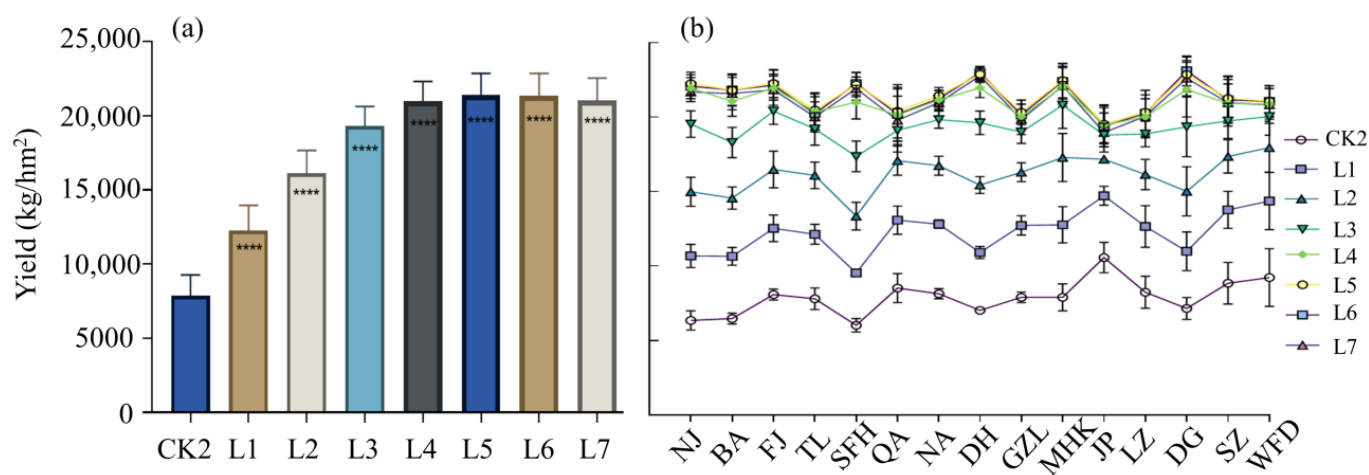 (a)
(b)
Yield (kg/hm²)
25,000
20,000
15,000
10,000
5000
0
****
****
****
****
****
****
****
CK2 L1 L2 L3 L4 L5 L6 L7
NJ BA FJ TL SFH QA NA DH GZL MHK JP LZ DG SZ WFD
CK2
L1
L2
L3
L4
L5
L6
L7